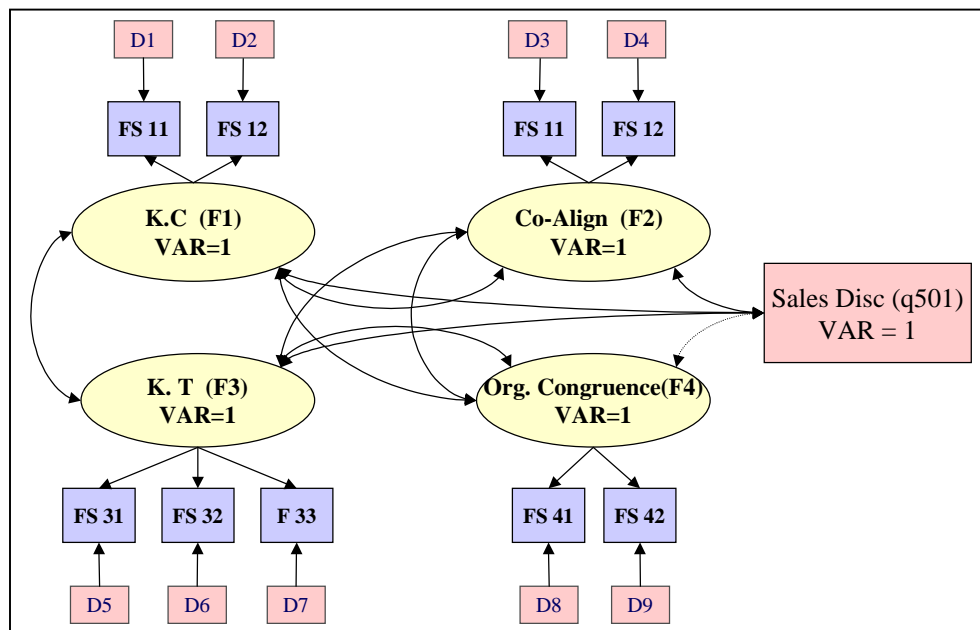 D1
D2
D3
D4
FS 11
FS 12
FS 11
FS 12
K.C (F1)
VAR=1
Co-Align (F2)
VAR=1
Sales Disc (q501)
VAR = 1
K. T (F3)
VAR=1
Org. Congruence(F4)
VAR=1
FS 31
FS 32
F 33
FS 41
FS 42
D5
D6
D7
D8
D9